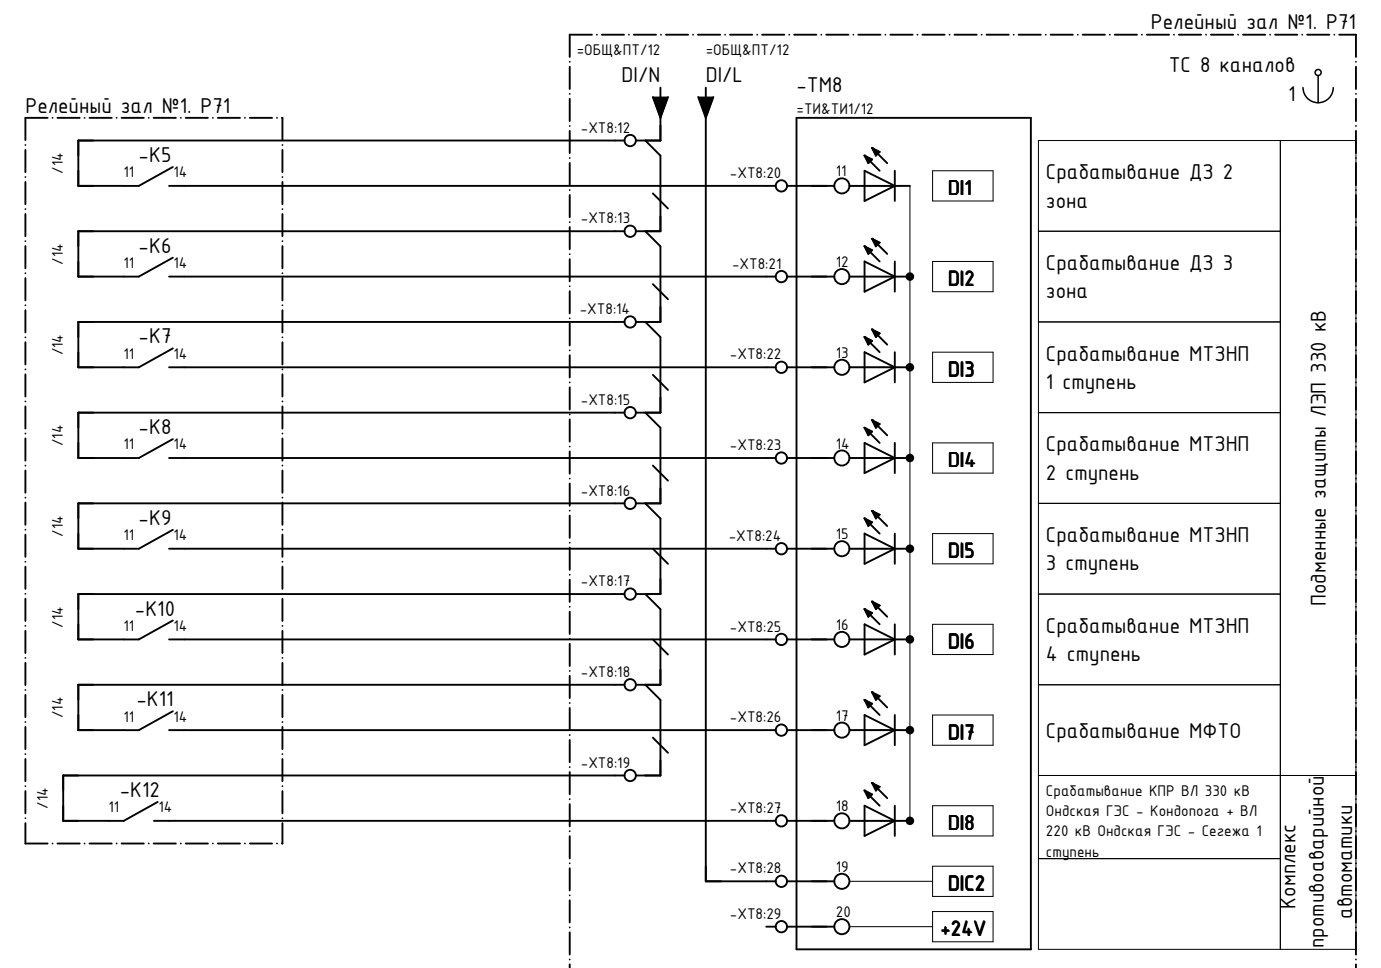 Релейный зал №1. Р71
=ОБЩ&ПТ/12
=ОБЩ&ПТ/12
DI/N
DI/L
ТС 8 каналов
1
-ТМ8
=ТИ&ТИ1/12
Релейный зал №1. Р71
-XT8:12
/14
-K5
11
14
-XT8:20
11
DI1
Срабатывание ДЗ 2
зона
-XT8:13
/14
-K6
11
14
-XT8:21
12
DI2
Срабатывание ДЗ 3
зона
-XT8:14
/14
-K7
11
14
-XT8:22
13
DI3
Срабатывание МТЗНП
1 ступень
-XT8:15
/14
-K8
11
14
-XT8:23
14
DI4
Срабатывание МТЗНП
2 ступень
-XT8:16
/14
-K9
11
14
-XT8:24
15
DI5
Срабатывание МТЗНП
3 ступень
-XT8:17
/14
-K10
11
14
-XT8:25
16
DI6
Срабатывание МТЗНП
4 ступень
-XT8:18
/14
-K11
11
14
-XT8:26
17
DI7
Срабатывание МФТО
Подменные защиты ЛЭП 330 кВ
-XT8:19
/14
-K12
11
14
-XT8:27
18
DI8
Срабатывание КПР ВЛ 330 кВ
Ондская ГЭС - Кондопога + ВЛ
220 кВ Ондская ГЭС - Сегежа 1
ступень
-XT8:28
19
DIC2
-XT8:29
20
+24V
Комплекс
противоаварийной
автоматики